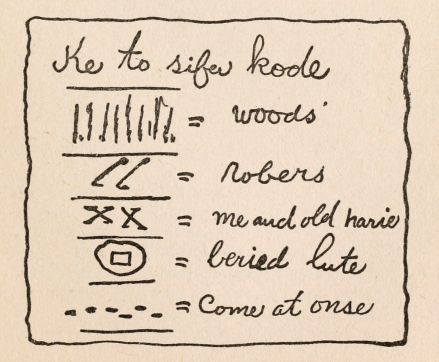 Ke to sifer kode
= woods'
= robers
XX = me and old harie
= beried lute
= Come at onse